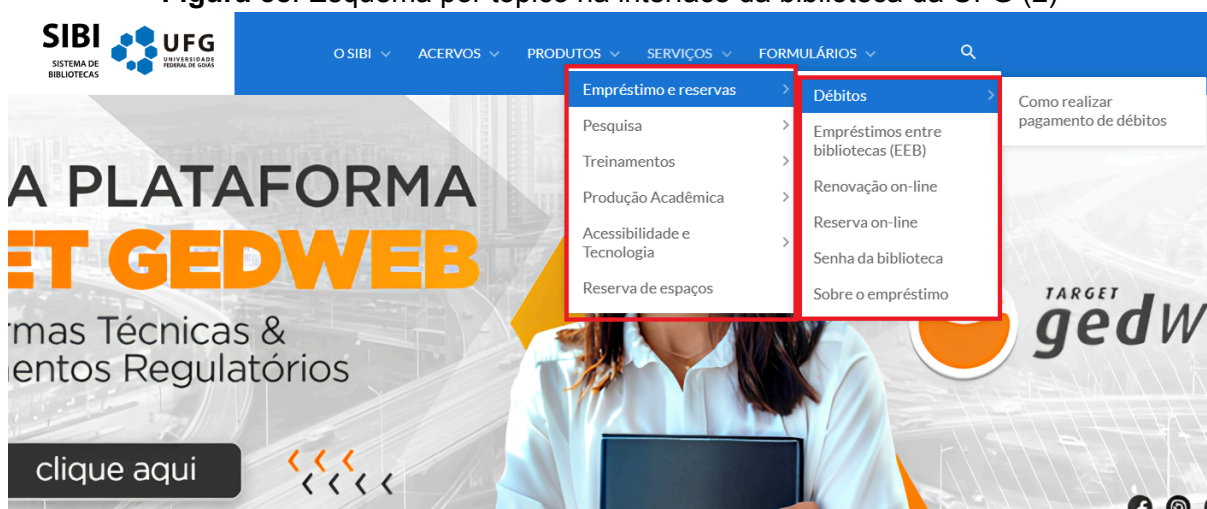 SIBI
SISTEMA DE
BIBLIOTECAS
UFG
UNIVERSIDADE
FEDERAL DE GOIÁS
O SIBI
ACERVOS
PRODUTOS
SERVIÇOS
FORMULÁRIOS
Empréstimo e reservas
Pesquisa
Treinamentos
Produção Acadêmica
Acessibilidade e
Tecnologia
Reserva de espaços
Débitos
Empréstimos entre
bibliotecas (EEB)
Renovação on-line
Reserva on-line
Senha da biblioteca
Sobre o empréstimo
Como realizar
pagamento de débitos
A PLATAFORMA
ET GEDWEB
rmas Técnicas &
entos Regulatórios
clique aqui
TARGET
gedW